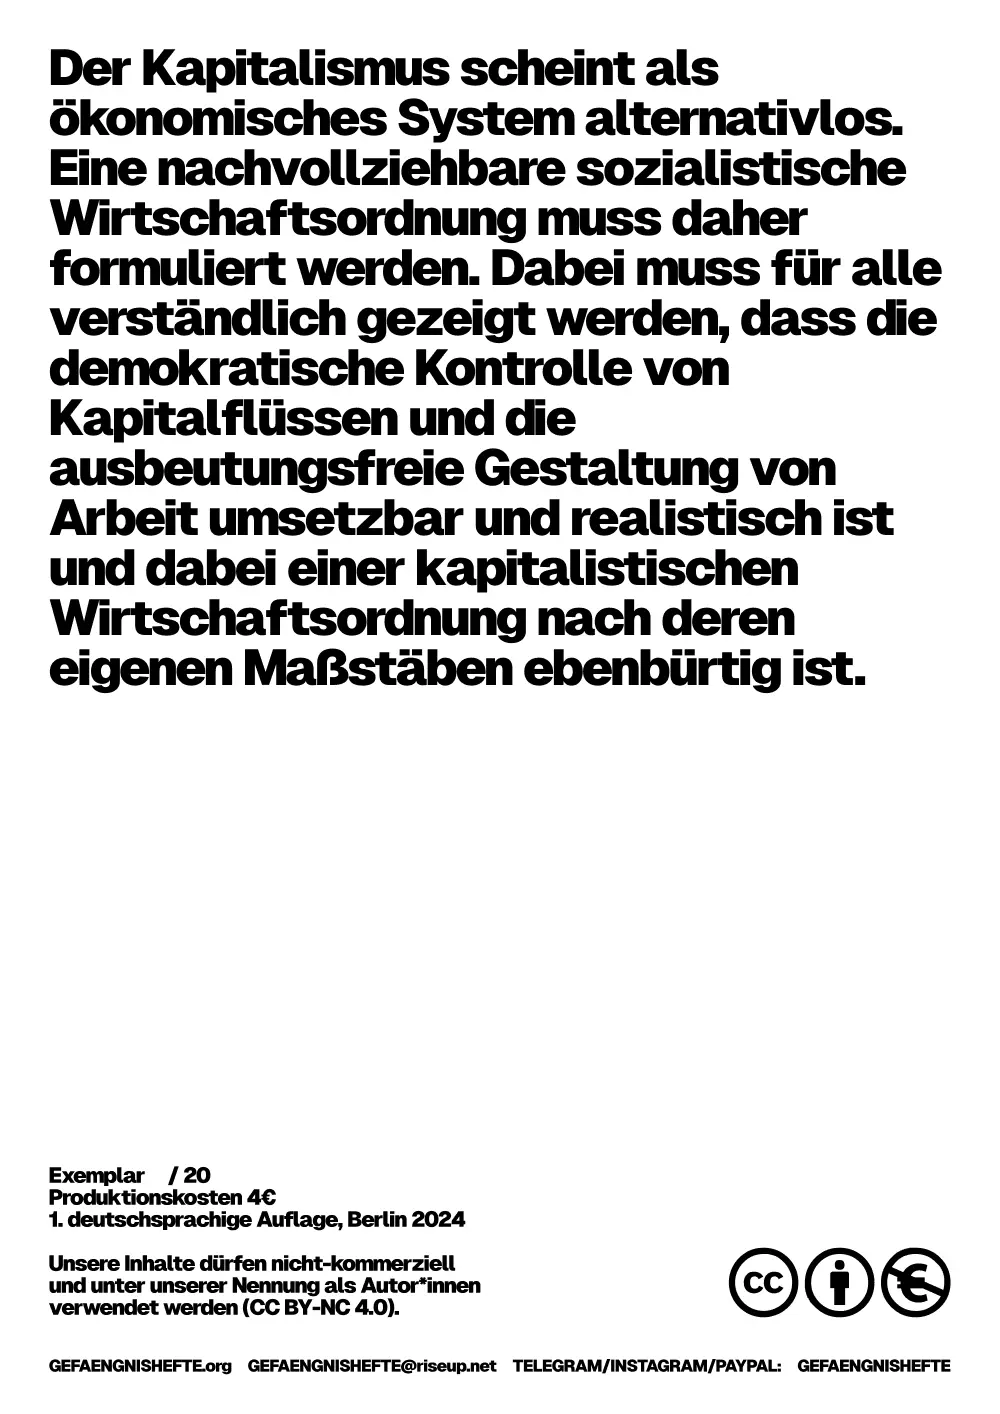 Der Kapitalismus scheint als
ökonomisches System alternativlos.
Eine nachvollziehbare sozialistische
Wirtschaftsordnung muss daher
formuliert werden. Dabei muss für alle
verständlich gezeigt werden, dass die
demokratische Kontrolle von
Kapitalflüssen und die
ausbeutungsfreie Gestaltung von
Arbeit umsetzbar und realistisch ist
und dabei einer kapitalistischen
Wirtschaftsordnung nach deren
eigenen Maßstäben ebenbürtig ist.
Exemplar / 20
Produktionskosten 4€
1. deutschsprachige Auflage, Berlin 2024
Unsere Inhalte dürfen nicht-kommerziell
und unter unserer Nennung als Autor*innen
verwendet werden (CC BY-NC 4.0).
CC €
GEFAENGNISHEFTE.org GEFAENGNISHEFTE@riseup.net TELEGRAM/INSTAGRAM/PAYPAL: GEFAENGNISHEFTE